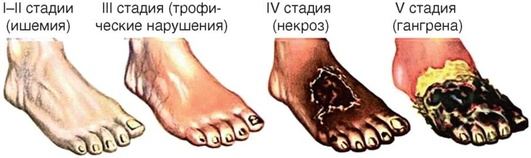 I–II стадии
(ишемия)
III стадия (трофи-
ческие нарушения)
IV стадия
(некроз)
V стадия
(гангрена)